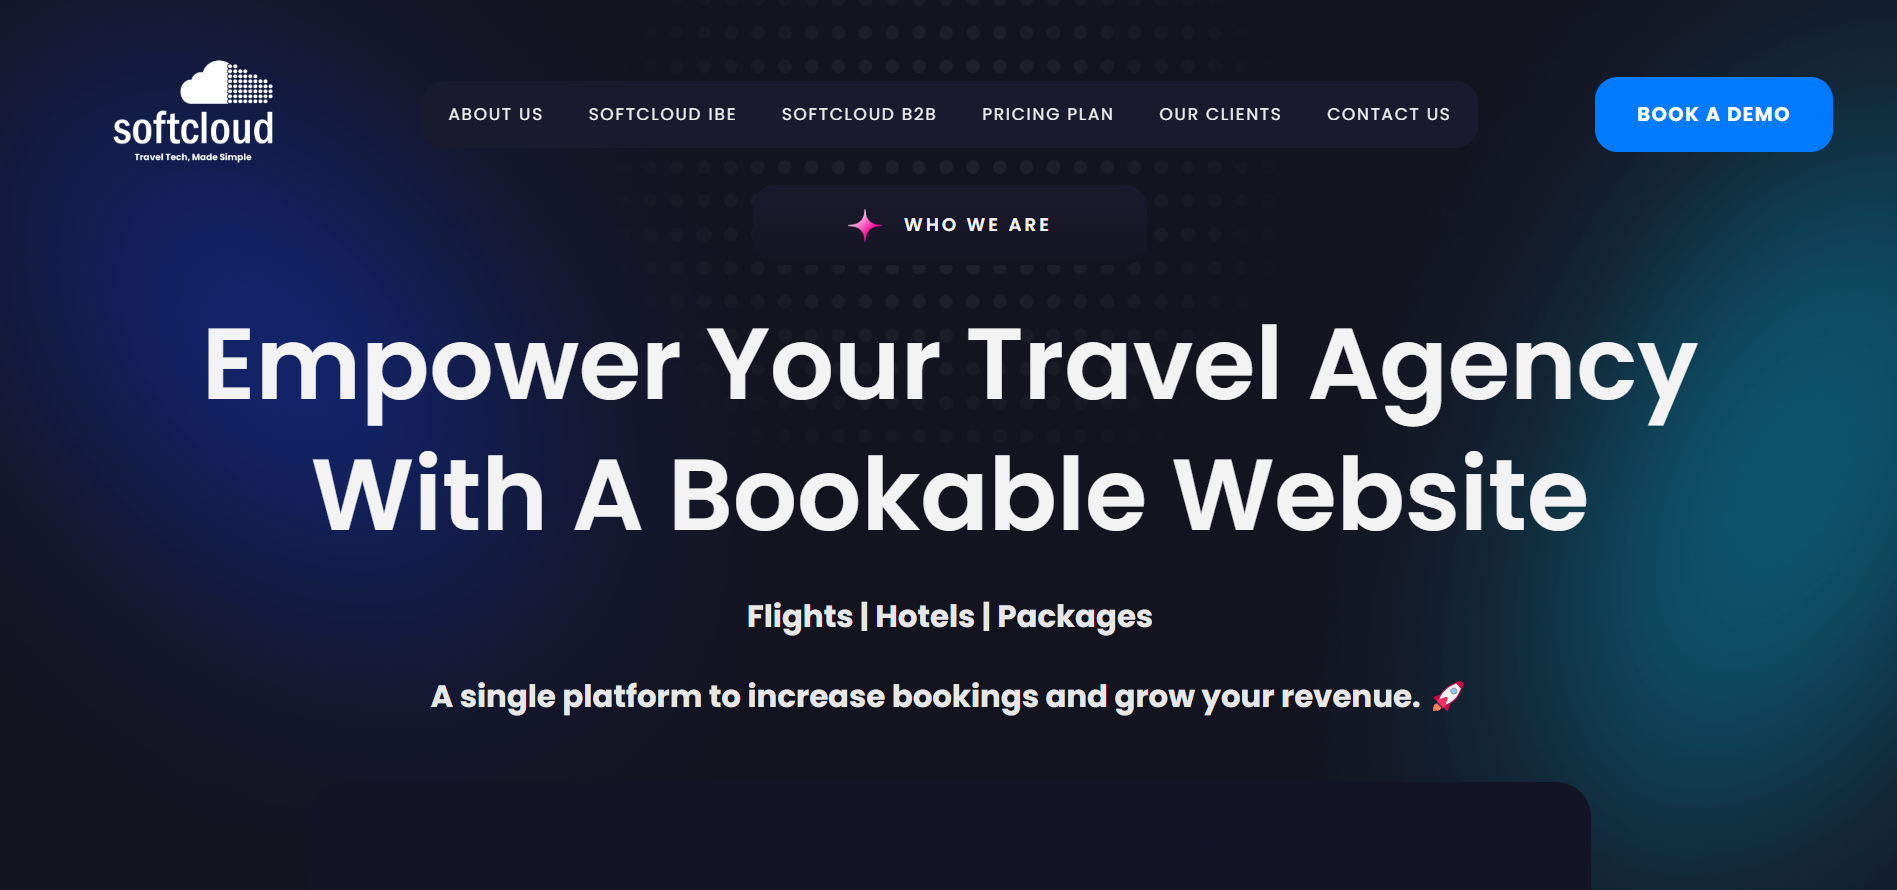 softcloud
Travel Tech, Made Simple
ABOUT US
SOFTCLOUD IBE
SOFTCLOUD B2B
PRICING PLAN
OUR CLIENTS
CONTACT US
BOOK A DEMO
WHO WE ARE
Empower Your Travel Agency
With A Bookable Website
Flights | Hotels | Packages
A single platform to increase bookings and grow your revenue. 🚀